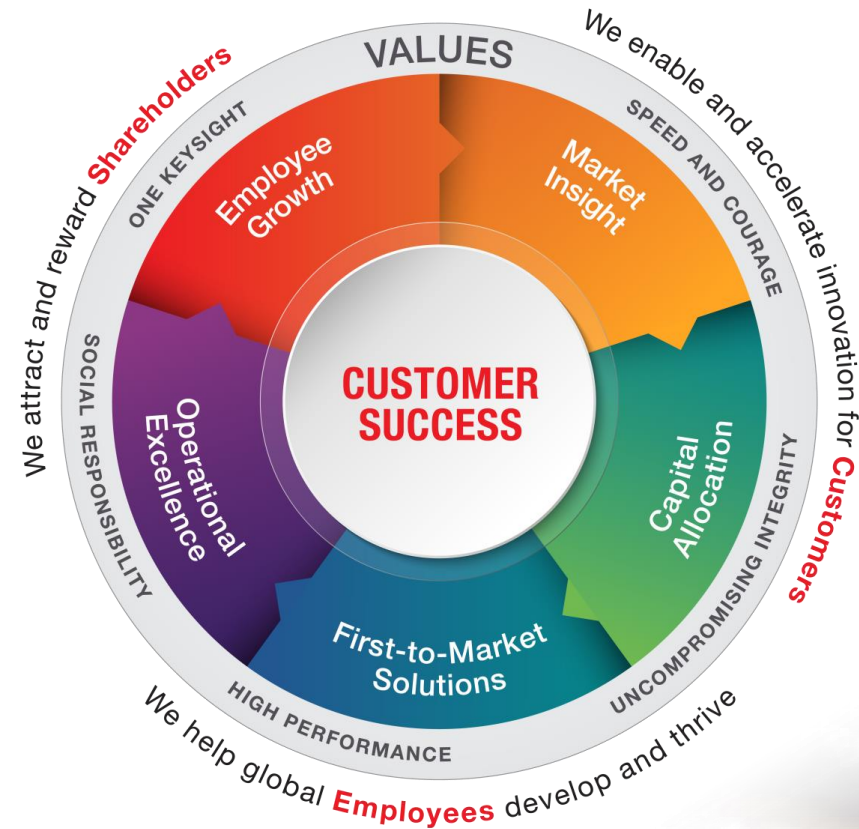 VALUES
ONE KEYSIGHT
SPEED AND COURAGE
UNCOMPROMISING INTEGRITY
HIGH PERFORMANCE
SOCIAL RESPONSIBILITY
Employee
Growth
Market
Insight
Capital
Allocation
First-to-Market
Solutions
Operational
Excellence
CUSTOMER
SUCCESS
We attract and reward Shareholders
We enable and accelerate innovation for Customers
We help global Employees develop and thrive